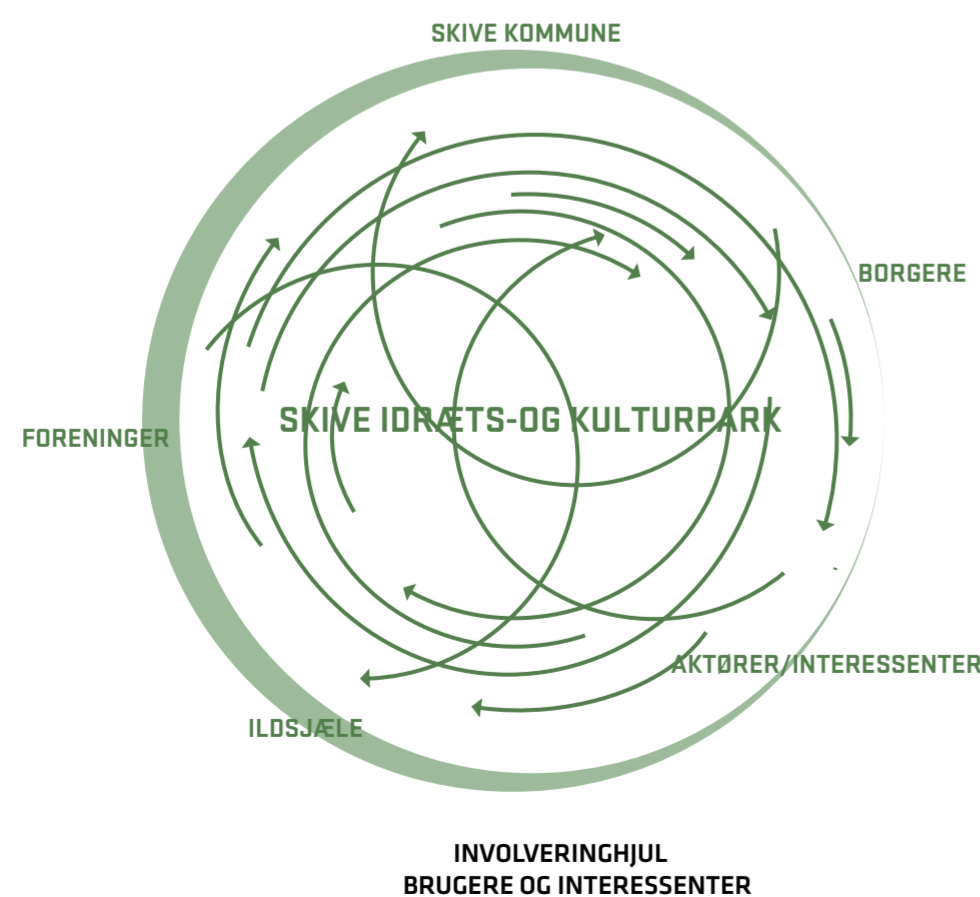 SKIVE KOMMUNE
BORGERE
SKIVE IDRÆTS-OG KULTURPARK
FORENINGER
AKTØRER/INTERESSENTER
ILDSJÆLE
INVOLVERINGHJUL
BRUGERE OG INTERESSENTER